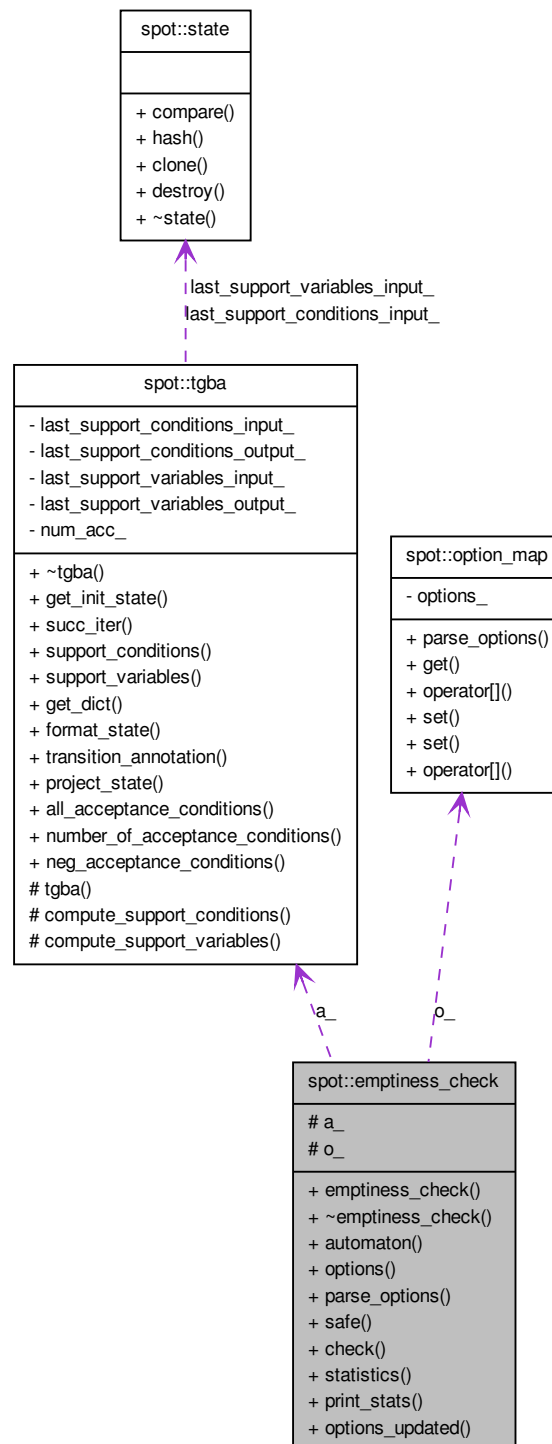 spot::state
+ compare()
+ hash()
+ clone()
+ destroy()
+ ~state()
last_support_variables_input_
last_support_conditions_input_
spot::tgba
- last_support_conditions_input_
- last_support_conditions_output_
- last_support_variables_input_
- last_support_variables_output_
- num_acc_
+ ~tgba()
+ get_init_state()
+ succ_iter()
+ support_conditions()
+ support_variables()
+ get_dict()
+ format_state()
+ transition_annotation()
+ project_state()
+ all_acceptance_conditions()
+ number_of_acceptance_conditions()
+ neg_acceptance_conditions()
# tgba()
# compute_support_conditions()
# compute_support_variables()
spot::option_map
- options_
+ parse_options()
+ get()
+ operator[]()
+ set()
+ set()
+ operator[]()
a_
o_
spot::emptiness_check
# a_
# o_
+ emptiness_check()
+ ~emptiness_check()
+ automaton()
+ options()
+ parse_options()
+ safe()
+ check()
+ statistics()
+ print_stats()
+ options_updated()